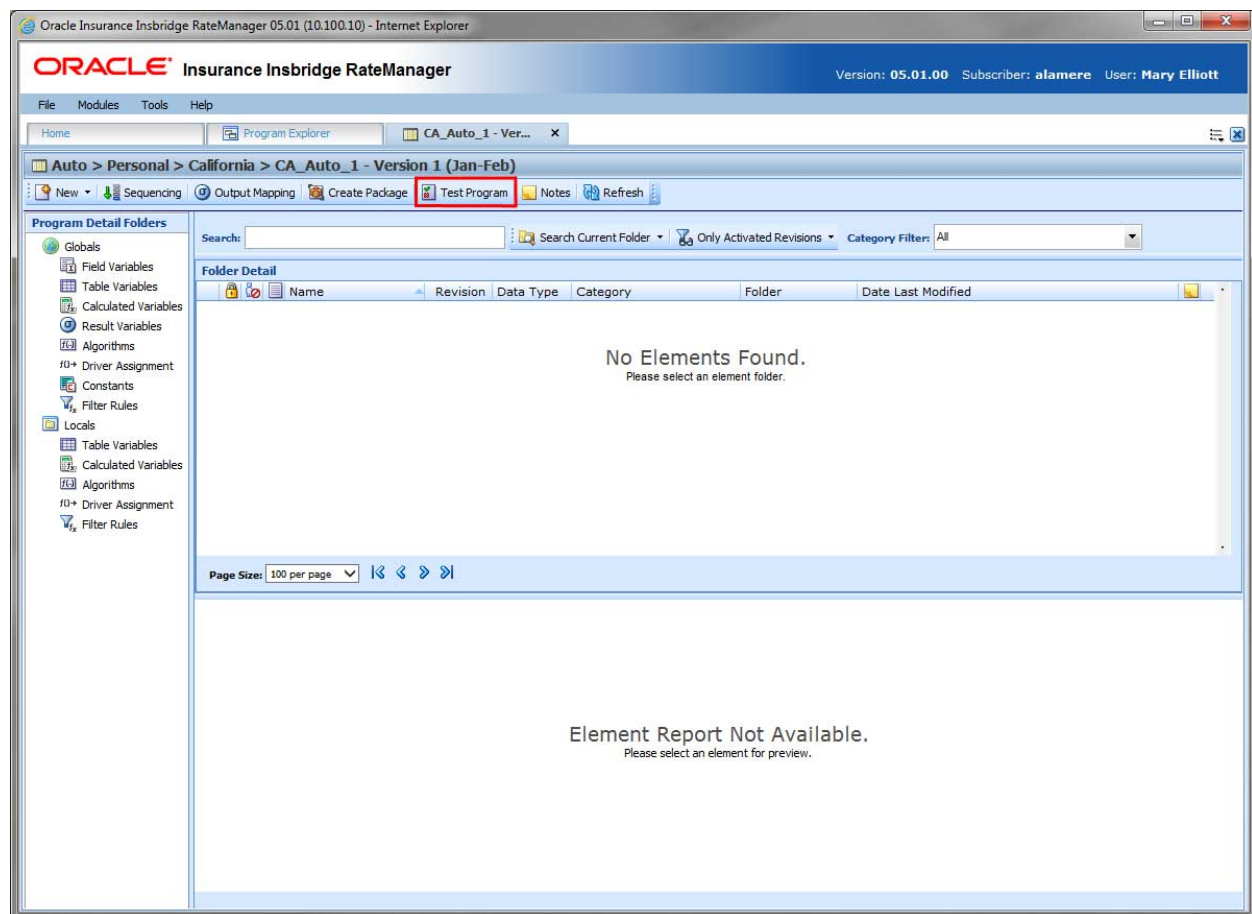 Oracle Insurance Insbridge RateManager 05.01 (10.100.10) - Internet Explorer
ORACLE Insurance Insbridge RateManager
Version: 05.01.00 Subscriber: alamere User: Mary Elliott
File Modules Tools Help
Home Program Explorer CA_Auto_1 - Ver...
Auto > Personal > California > CA_Auto_1 - Version 1 (Jan-Feb)
New Sequencing Output Mapping Create Package Test Program Notes Refresh
Program Detail Folders
Globals
Field Variables
Table Variables
Calculated Variables
Result Variables
Algorithms
Driver Assignment
Constants
Filter Rules
Locals
Table Variables
Calculated Variables
Algorithms
Driver Assignment
Filter Rules
Search: Search Current Folder Only Activated Revisions Category Filter: All
Folder Detail
Name Revision Data Type Category Folder Date Last Modified
No Elements Found.
Please select an element folder.
Page Size: 100 per page
Element Report Not Available.
Please select an element for preview.